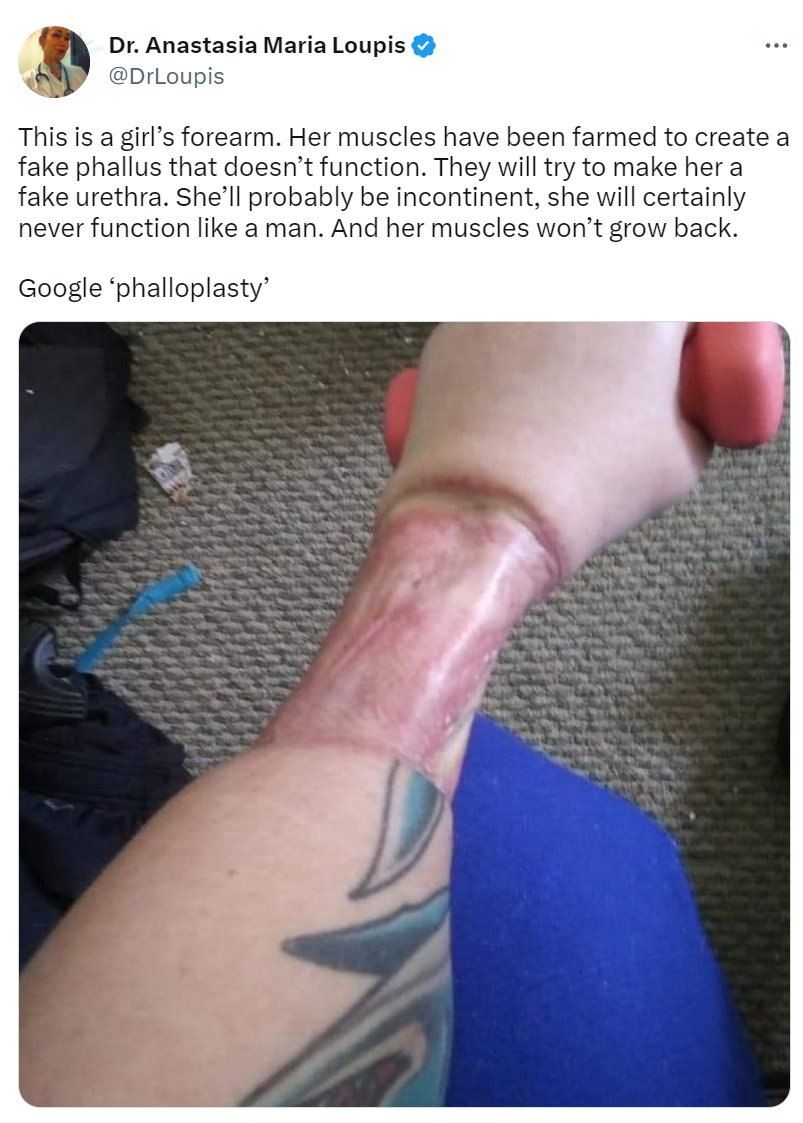 Dr. Anastasia Maria Loupis
@DrLoupis
This is a girl’s forearm. Her muscles have been farmed to create a
fake phallus that doesn’t function. They will try to make her a
fake urethra. She’ll probably be incontinent, she will certainly
never function like a man. And her muscles won’t grow back.
Google ‘phalloplasty’